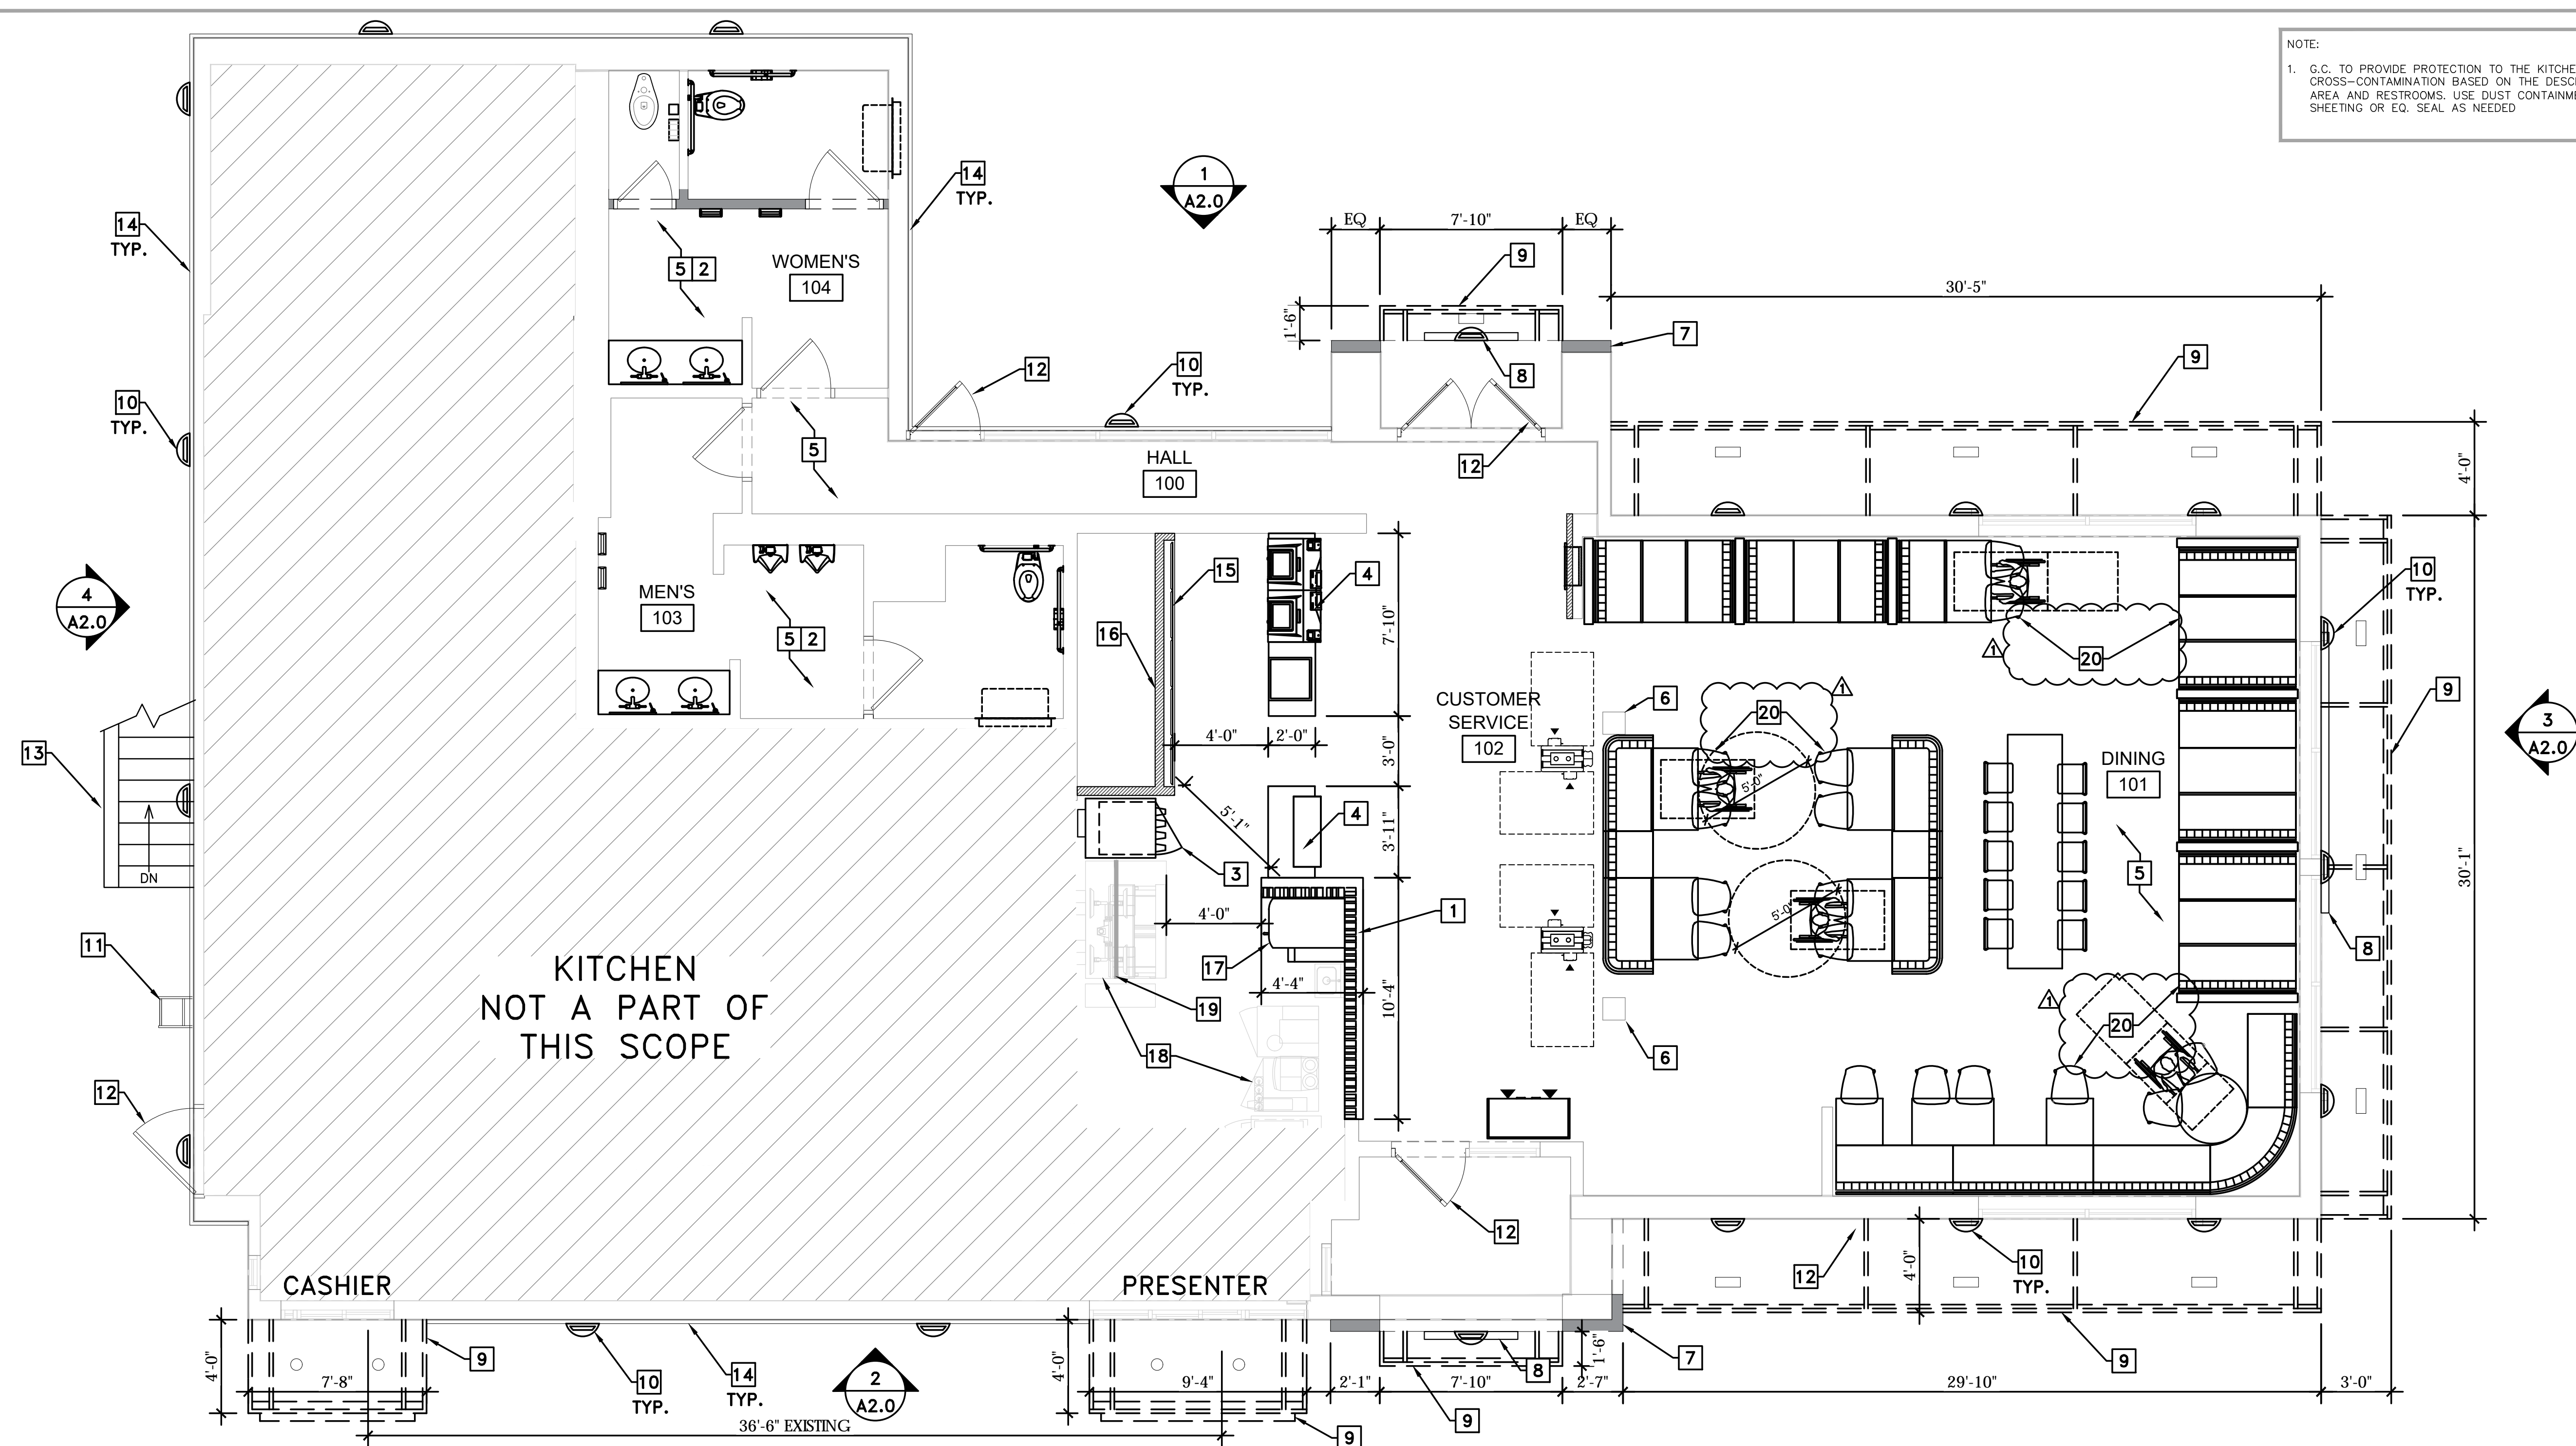 NOTE:
1. G.C. TO PROVIDE PROTECTION TO THE
CROSS-CONTAMINATION BASED ON THE
AREA AND RESTROOMS. USE DUST
SHEETING OR EQ. SEAL AS NEEDED
1
A2.0
14
TYP.
14
TYP.
5 2
WOMEN'S
104
EQ
7'-10"
EQ
9
30'-5"
1'-6"
7
8
9
12
10
TYP.
10
TYP.
12
5
HALL
100
4'-0"
4
A2.0
MEN'S
103
5 2
15
16
4
7'-10"
10
TYP.
1
20
CUSTOMER
SERVICE
102
6
1
20
9
3
A2.0
13
DN
4'-0"
2'-0"
3'-0"
5'-0"
DINING
101
5'-1"
4
3'-11"
3
5
30'-1"
4'-0"
1
5'-0"
11
KITCHEN
NOT A PART OF
THIS SCOPE
17
4'-4"
10'-4"
8
19
18
6
1
20
12
12
12
4'-0"
10
TYP.
CASHIER
PRESENTER
4'-0"
7'-8"
9
10
TYP.
14
TYP.
2
A2.0
4'-0"
9'-4"
2'-1"
7'-10"
8
1'-6"
2'-7"
7
9
29'-10"
3'-0"
36'-6" EXISTING
9
9